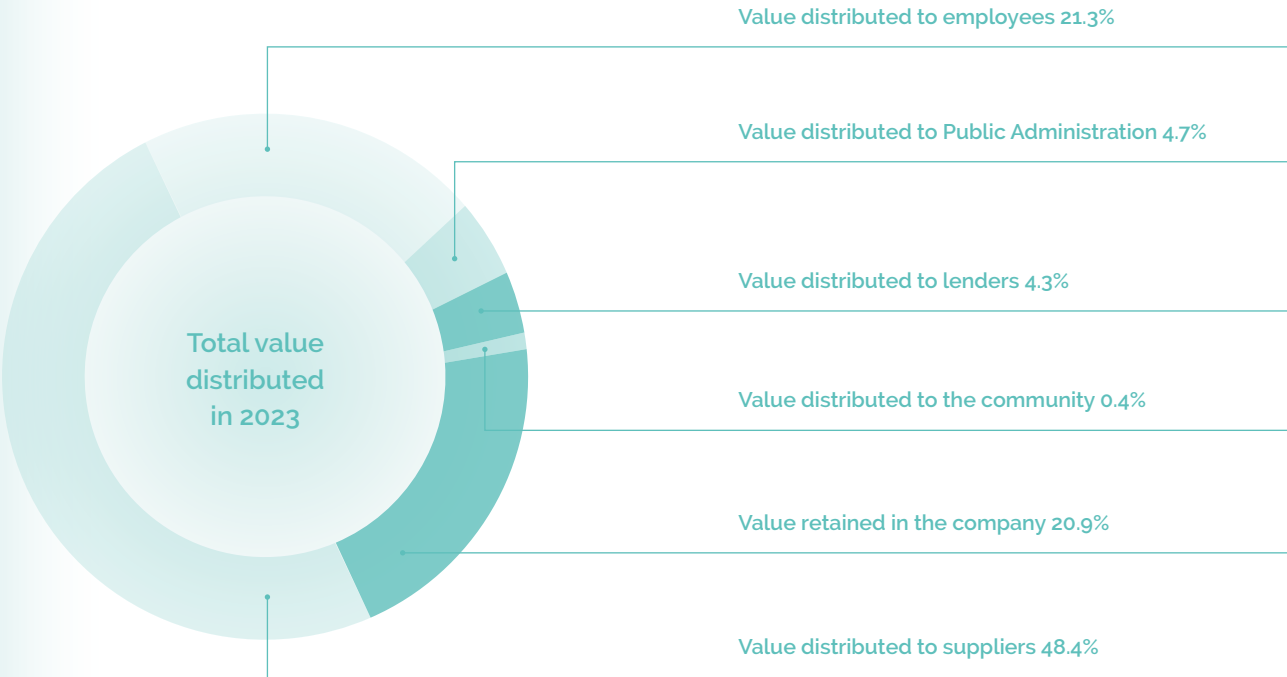 Value distributed to employees 21.3%
Value distributed to Public Administration 4.7%
Value distributed to lenders 4.3%
Total value
distributed
in 2023
Value distributed to the community 0.4%
Value retained in the company 20.9%
Value distributed to suppliers 48.4%